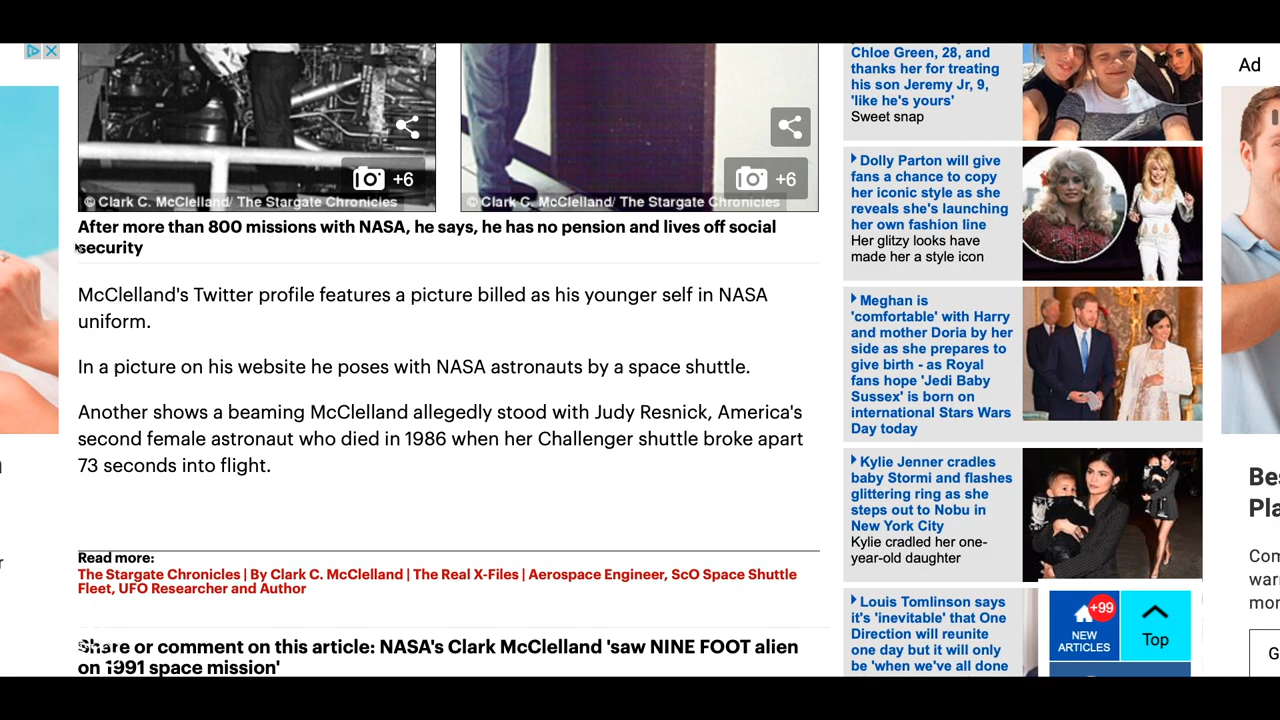 +6
© Clark C. McClelland/ The Stargate Chronicles
+6
© Clark C. McClelland/ The Stargate Chronicles
After more than 800 missions with NASA, he says, he has no pension and lives off social
security
McClelland's Twitter profile features a picture billed as his younger self in NASA
uniform.
In a picture on his website he poses with NASA astronauts by a space shuttle.
Another shows a beaming McClelland allegedly stood with Judy Resnick, America's
second female astronaut who died in 1986 when her Challenger shuttle broke apart
73 seconds into flight.
Read more:
The Stargate Chronicles | By Clark C. McClelland | The Real X-Files | Aerospace Engineer, ScO Space Shuttle
Fleet, UFO Researcher and Author
Share or comment on this article: NASA's Clark McClelland 'saw NINE FOOT alien
on 1991 space mission'
Chloe Green, 28, and
thanks her for treating
his son Jeremy Jr, 9,
'like he's yours'
Sweet snap
Dolly Parton will give
fans a chance to copy
her iconic style as she
reveals she's launching
her own fashion line
Her glitzy looks have
made her a style icon
Meghan is
'comfortable' with Harry
and mother Doria by her
side as she prepares to
give birth - as Royal
fans hope 'Jedi Baby
Sussex' is born on
international Stars Wars
Day today
Kylie Jenner cradles
baby Stormi and flashes
glittering ring as she
steps out to Nobu in
New York City
Kylie cradled her one-
year-old daughter
Louis Tomlinson says
it's 'inevitable' that One
Direction will reunite
one day but it will only
be 'when we've all done
+99
NEW
ARTICLES
Top
Ad